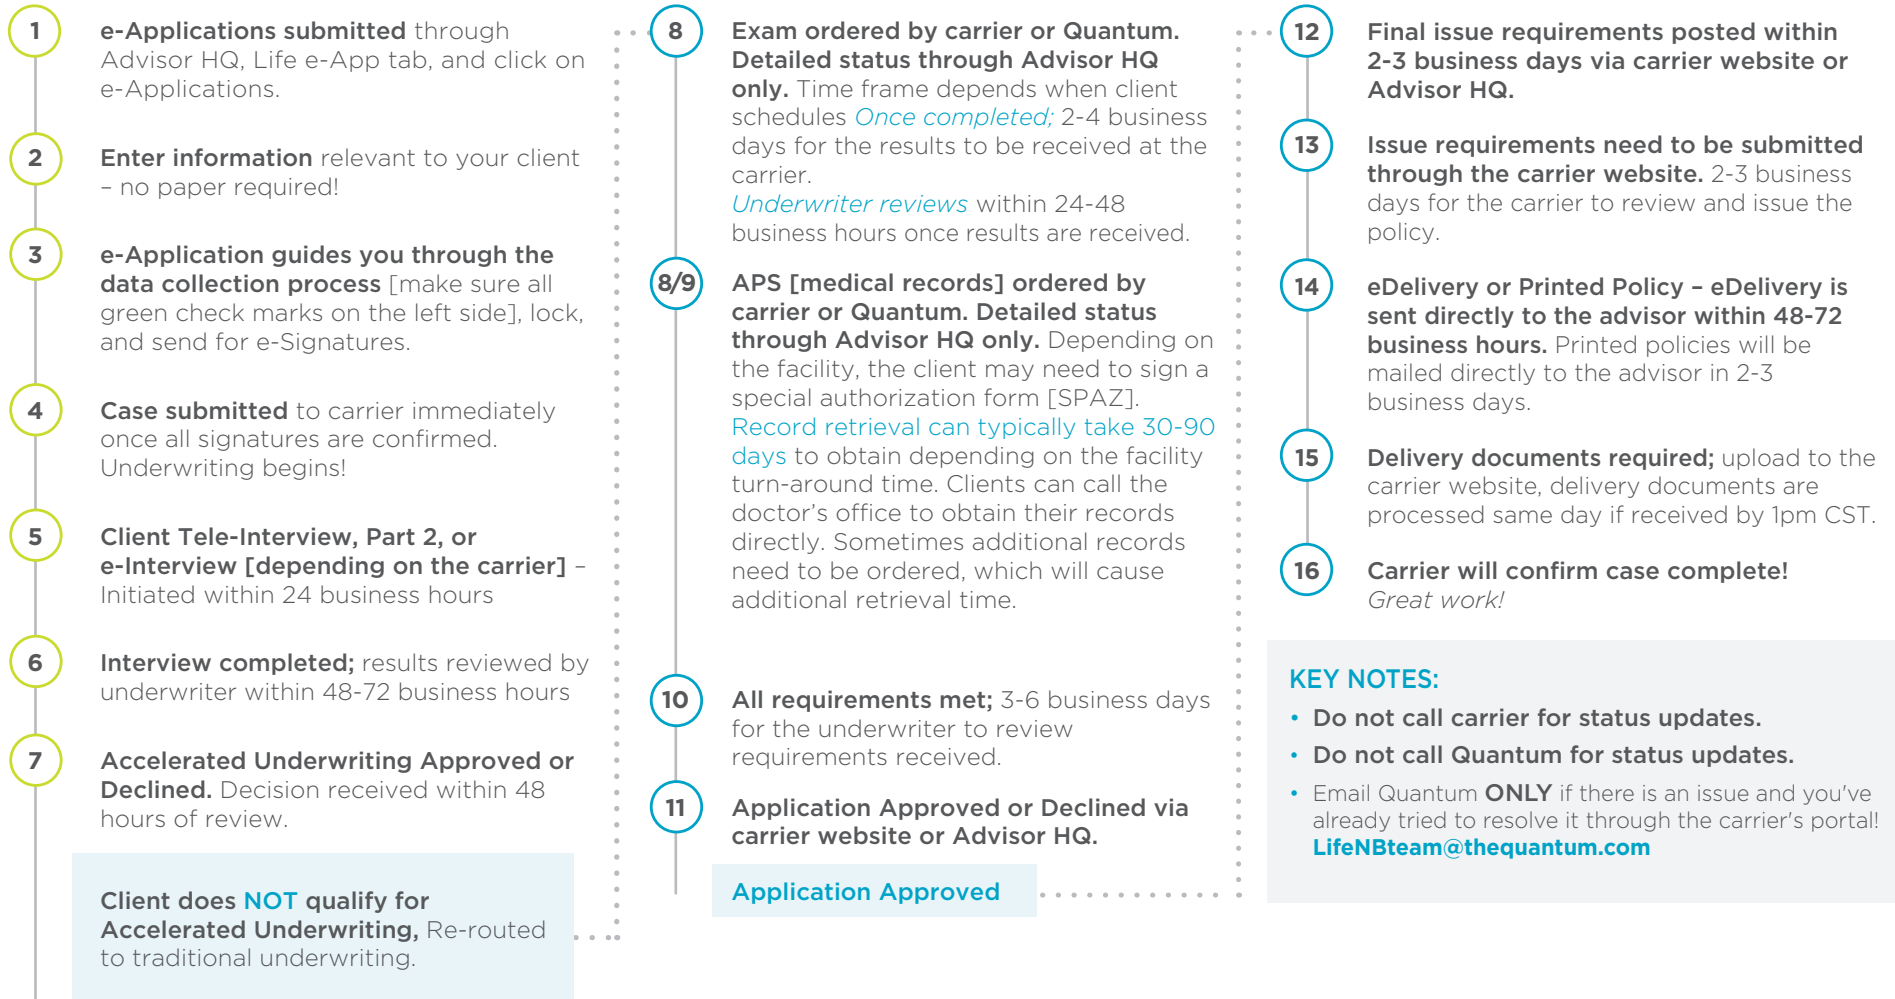 1
e-Applications submitted through
Advisor HQ, Life e-App tab, and click on
e-Applications.
2
Enter information relevant to your client
– no paper required!
3
e-Application guides you through the
data collection process [make sure all
green check marks on the left side], lock,
and send for e-Signatures.
4
Case submitted to carrier immediately
once all signatures are confirmed.
Underwriting begins!
5
Client Tele-Interview, Part 2, or
e-Interview [depending on the carrier] –
Initiated within 24 business hours
6
Interview completed; results reviewed by
underwriter within 48-72 business hours
7
Accelerated Underwriting Approved or
Declined. Decision received within 48
hours of review.
Client does NOT qualify for
Accelerated Underwriting, Re-routed
to traditional underwriting.
8
Exam ordered by carrier or Quantum.
Detailed status through Advisor HQ
only. Time frame depends when client
schedules Once completed; 2-4 business
days for the results to be received at the
carrier.
Underwriter reviews within 24-48
business hours once results are received.
8/9
APS [medical records] ordered by
carrier or Quantum. Detailed status
through Advisor HQ only. Depending on
the facility, the client may need to sign a
special authorization form [SPAZ].
Record retrieval can typically take 30-90
days to obtain depending on the facility
turn-around time. Clients can call the
doctor's office to obtain their records
directly. Sometimes additional records
need to be ordered, which will cause
additional retrieval time.
10
All requirements met; 3-6 business days
for the underwriter to review
requirements received.
11
Application Approved or Declined via
carrier website or Advisor HQ.
Application Approved
12
Final issue requirements posted within
2-3 business days via carrier website or
Advisor HQ.
13
Issue requirements need to be submitted
through the carrier website. 2-3 business
days for the carrier to review and issue the
policy.
14
eDelivery or Printed Policy – eDelivery is
sent directly to the advisor within 48-72
business hours. Printed policies will be
mailed directly to the advisor in 2-3
business days.
15
Delivery documents required; upload to the
carrier website, delivery documents are
processed same day if received by 1pm CST.
16
Carrier will confirm case complete!
Great work!
KEY NOTES:
• Do not call carrier for status updates.
• Do not call Quantum for status updates.
• Email Quantum ONLY if there is an issue and you've
already tried to resolve it through the carrier's portal!
LifeNBteam@thequantum.com